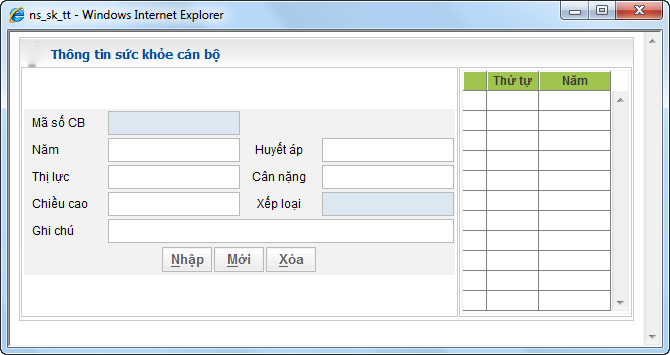 ns_sk_tt - Windows Internet Explorer
Thông tin sức khỏe cán bộ
Thứ tự Năm
Mã số CB
Năm Huyết áp
Thị lực Cân nặng
Chiều cao Xếp loại
Ghi chú
Nhập Mới Xóa